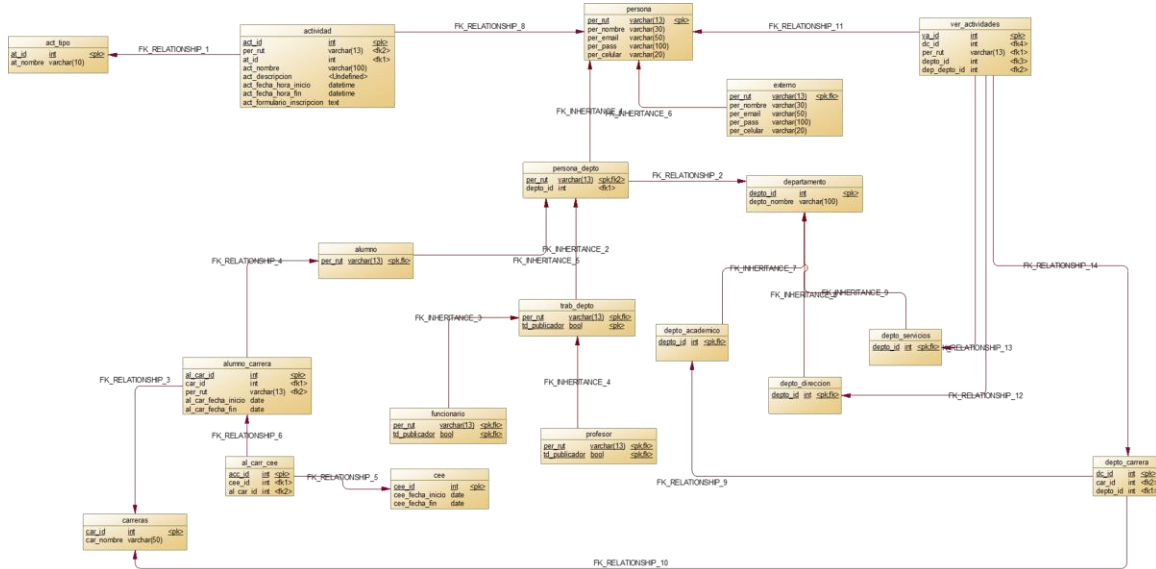 persona
per_rut varchar(13) <pk>
per_nombre varchar(30)
per_email varchar(50)
per_pass varchar(100)
per_celular varchar(20)
FK_RELATIONSHIP_8
FK_RELATIONSHIP_11
actividad
act_id int <pk>
per_rut varchar(13) <fk2>
at_id int <fk1>
act_nombre varchar(100)
act_descripcion <Undefined>
act_fecha_hora_inicio datetime
act_fecha_hora_fin datetime
act_formulario_inscripcion text
ver_actividades
va_id int <pk>
dc_id int <fk4>
per_rut varchar(13) <fk1>
depto_id int <fk3>
dep_depto_id int <fk2>
act_tipo
at_id int <pk>
at_nombre varchar(10)
FK_RELATIONSHIP_1
externo
per_rut varchar(13) <pk,fk>
per_nombre varchar(30)
per_email varchar(50)
per_pass varchar(100)
per_celular varchar(20)
FK_INHERITANCE_6
persona_depto
per_rut varchar(13) <pk,fk2>
depto_id int <fk1>
FK_RELATIONSHIP_2
departamento
depto_id int <pk>
depto_nombre varchar(100)
alumno
per_rut varchar(13) <pk,fk>
FK_INHERITANCE_2
FK_INHERITANCE_5
FK_RELATIONSHIP_4
FK_INHERITANCE_7
FK_INHERITANCE_9
FK_RELATIONSHIP_14
trab_depto
per_rut varchar(13) <pk,fk>
td_publicador bool <pk>
FK_INHERITANCE_3
depto_academico
depto_id int <pk,fk>
depto_servicios
depto_id int <pk,fk>
FK_RELATIONSHIP_13
alumno_carrera
al_car_id int <pk>
car_id int <fk1>
per_rut varchar(13) <fk2>
al_car_fecha_inicio date
al_car_fecha_fin date
FK_RELATIONSHIP_3
FK_INHERITANCE_4
depto_direccion
depto_id int <pk,fk>
FK_RELATIONSHIP_12
funcionario
per_rut varchar(13) <pk,fk>
td_publicador bool <pk,fk>
profesor
per_rut varchar(13) <pk,fk>
td_publicador bool <pk,fk>
FK_RELATIONSHIP_6
al_carr_cee
acc_id int <pk>
cee_id int <fk1>
al_car_id int <fk2>
FK_RELATIONSHIP_5
cee
cee_id int <pk>
cee_fecha_inicio date
cee_fecha_fin date
FK_RELATIONSHIP_9
depto_carrera
dc_id int <pk>
car_id int <fk2>
depto_id int <fk1>
carreras
car_id int <pk>
car_nombre varchar(50)
FK_RELATIONSHIP_10